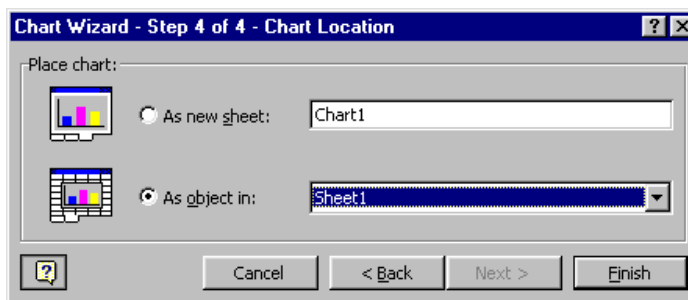 Chart Wizard - Step 4 of 4 - Chart Location
Place chart:
As new sheet: Chart1
As object in: Sheet1
Cancel < Back Next > Finish